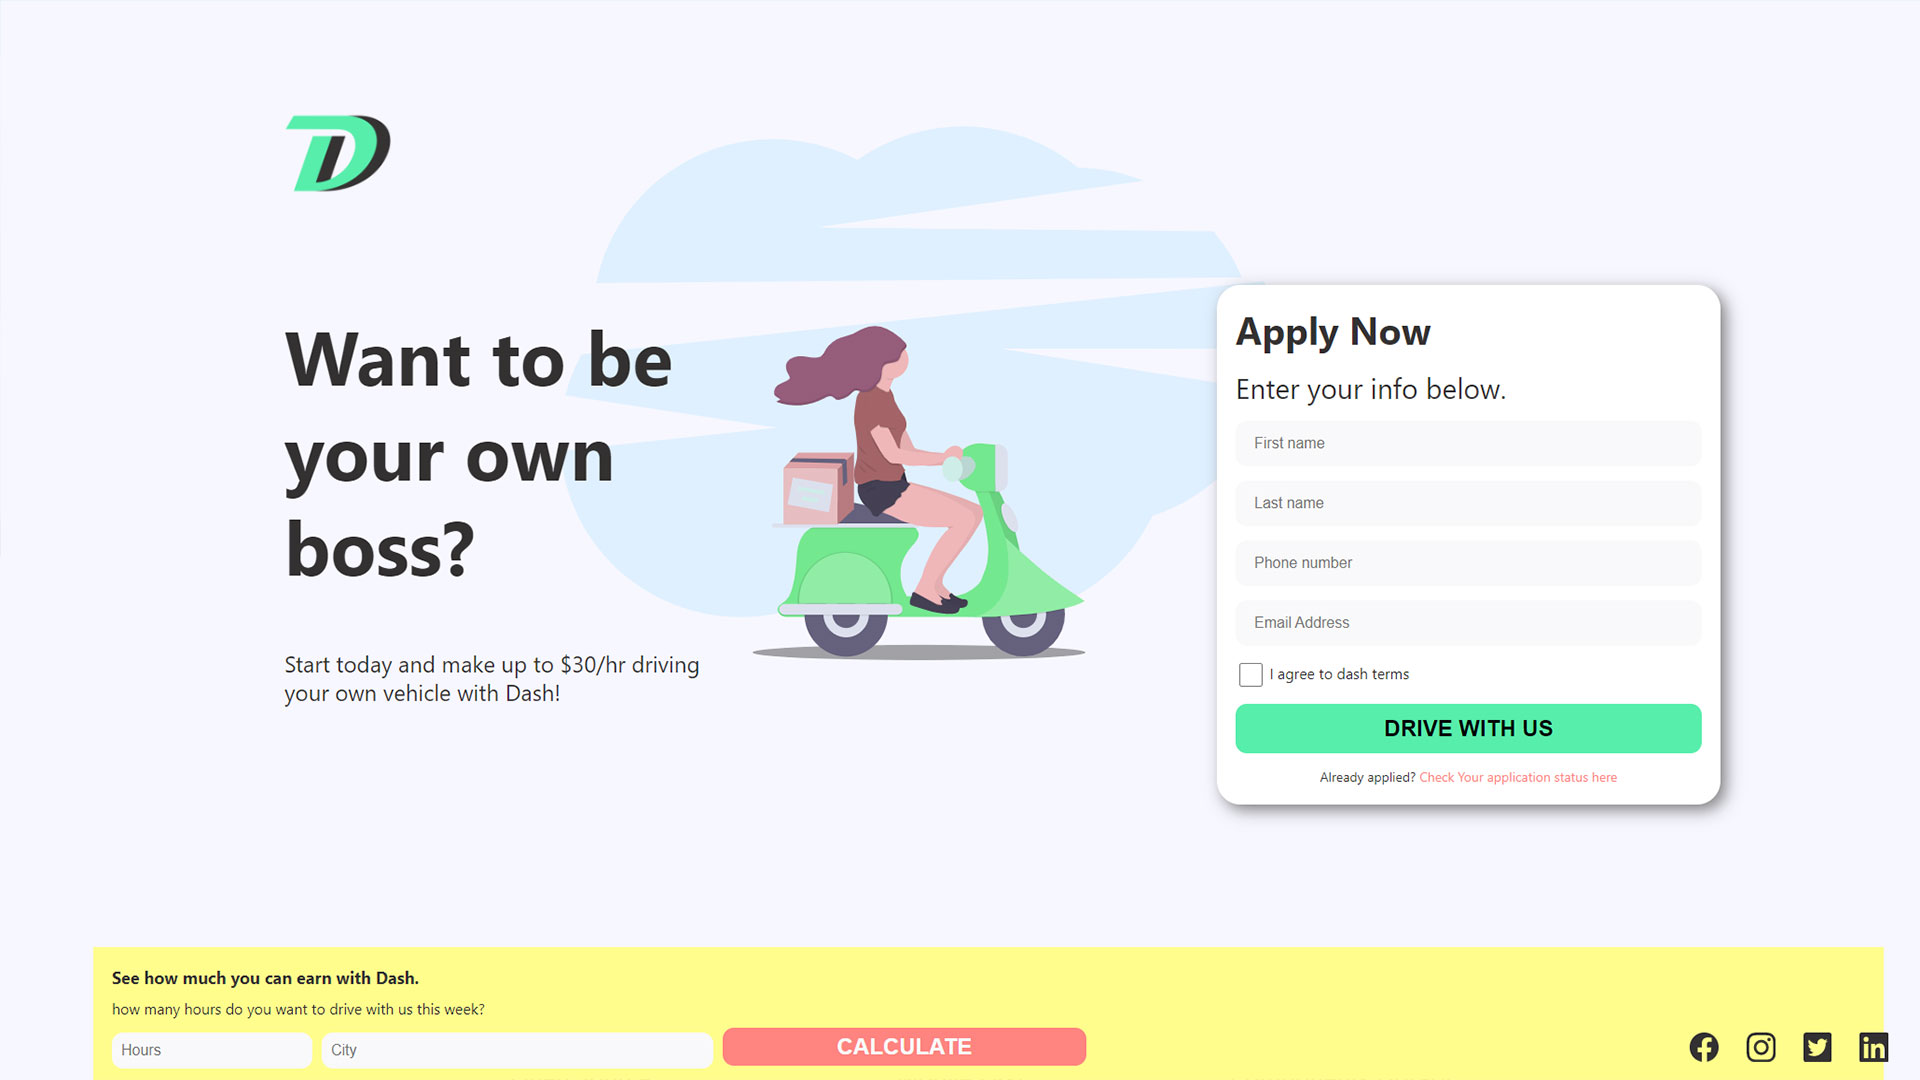 Want to be
your own
boss?
Start today and make up to $30/hr driving
your own vehicle with Dash!
Apply Now
Enter your info below.
First name
Last name
Phone number
Email Address
I agree to dash terms
DRIVE WITH US
Already applied? Check Your application status here
See how much you can earn with Dash.
how many hours do you want to drive with us this week?
Hours
City
CALCULATE